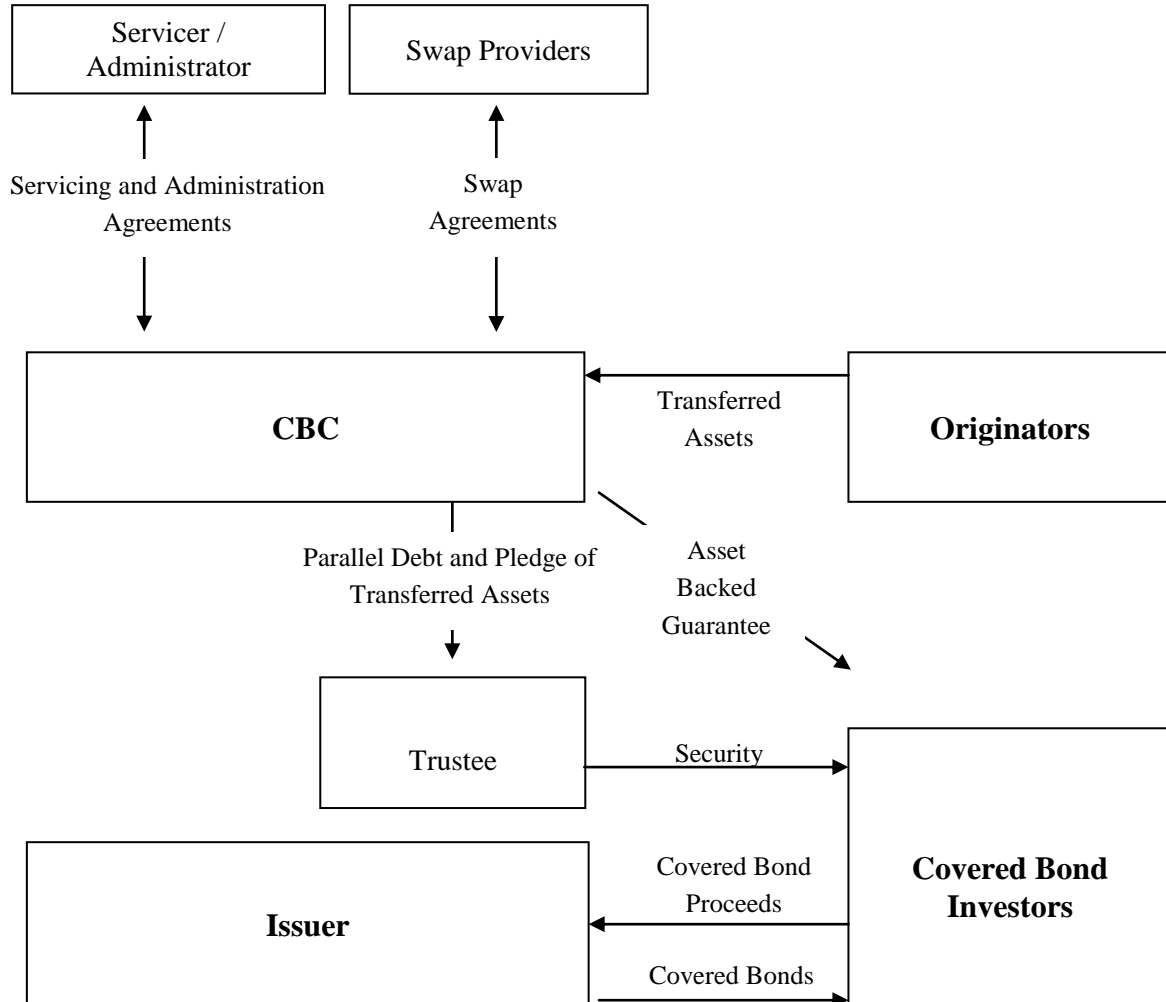 Servicer /
Administrator
Swap Providers
Servicing and Administration
Agreements
Swap
Agreements
CBC
Transferred
Assets
Originators
Parallel Debt and Pledge of
Transferred Assets
Asset
Backed
Guarantee
Trustee
Security
Covered Bond
Proceeds
Covered Bond
Investors
Issuer
Covered Bonds